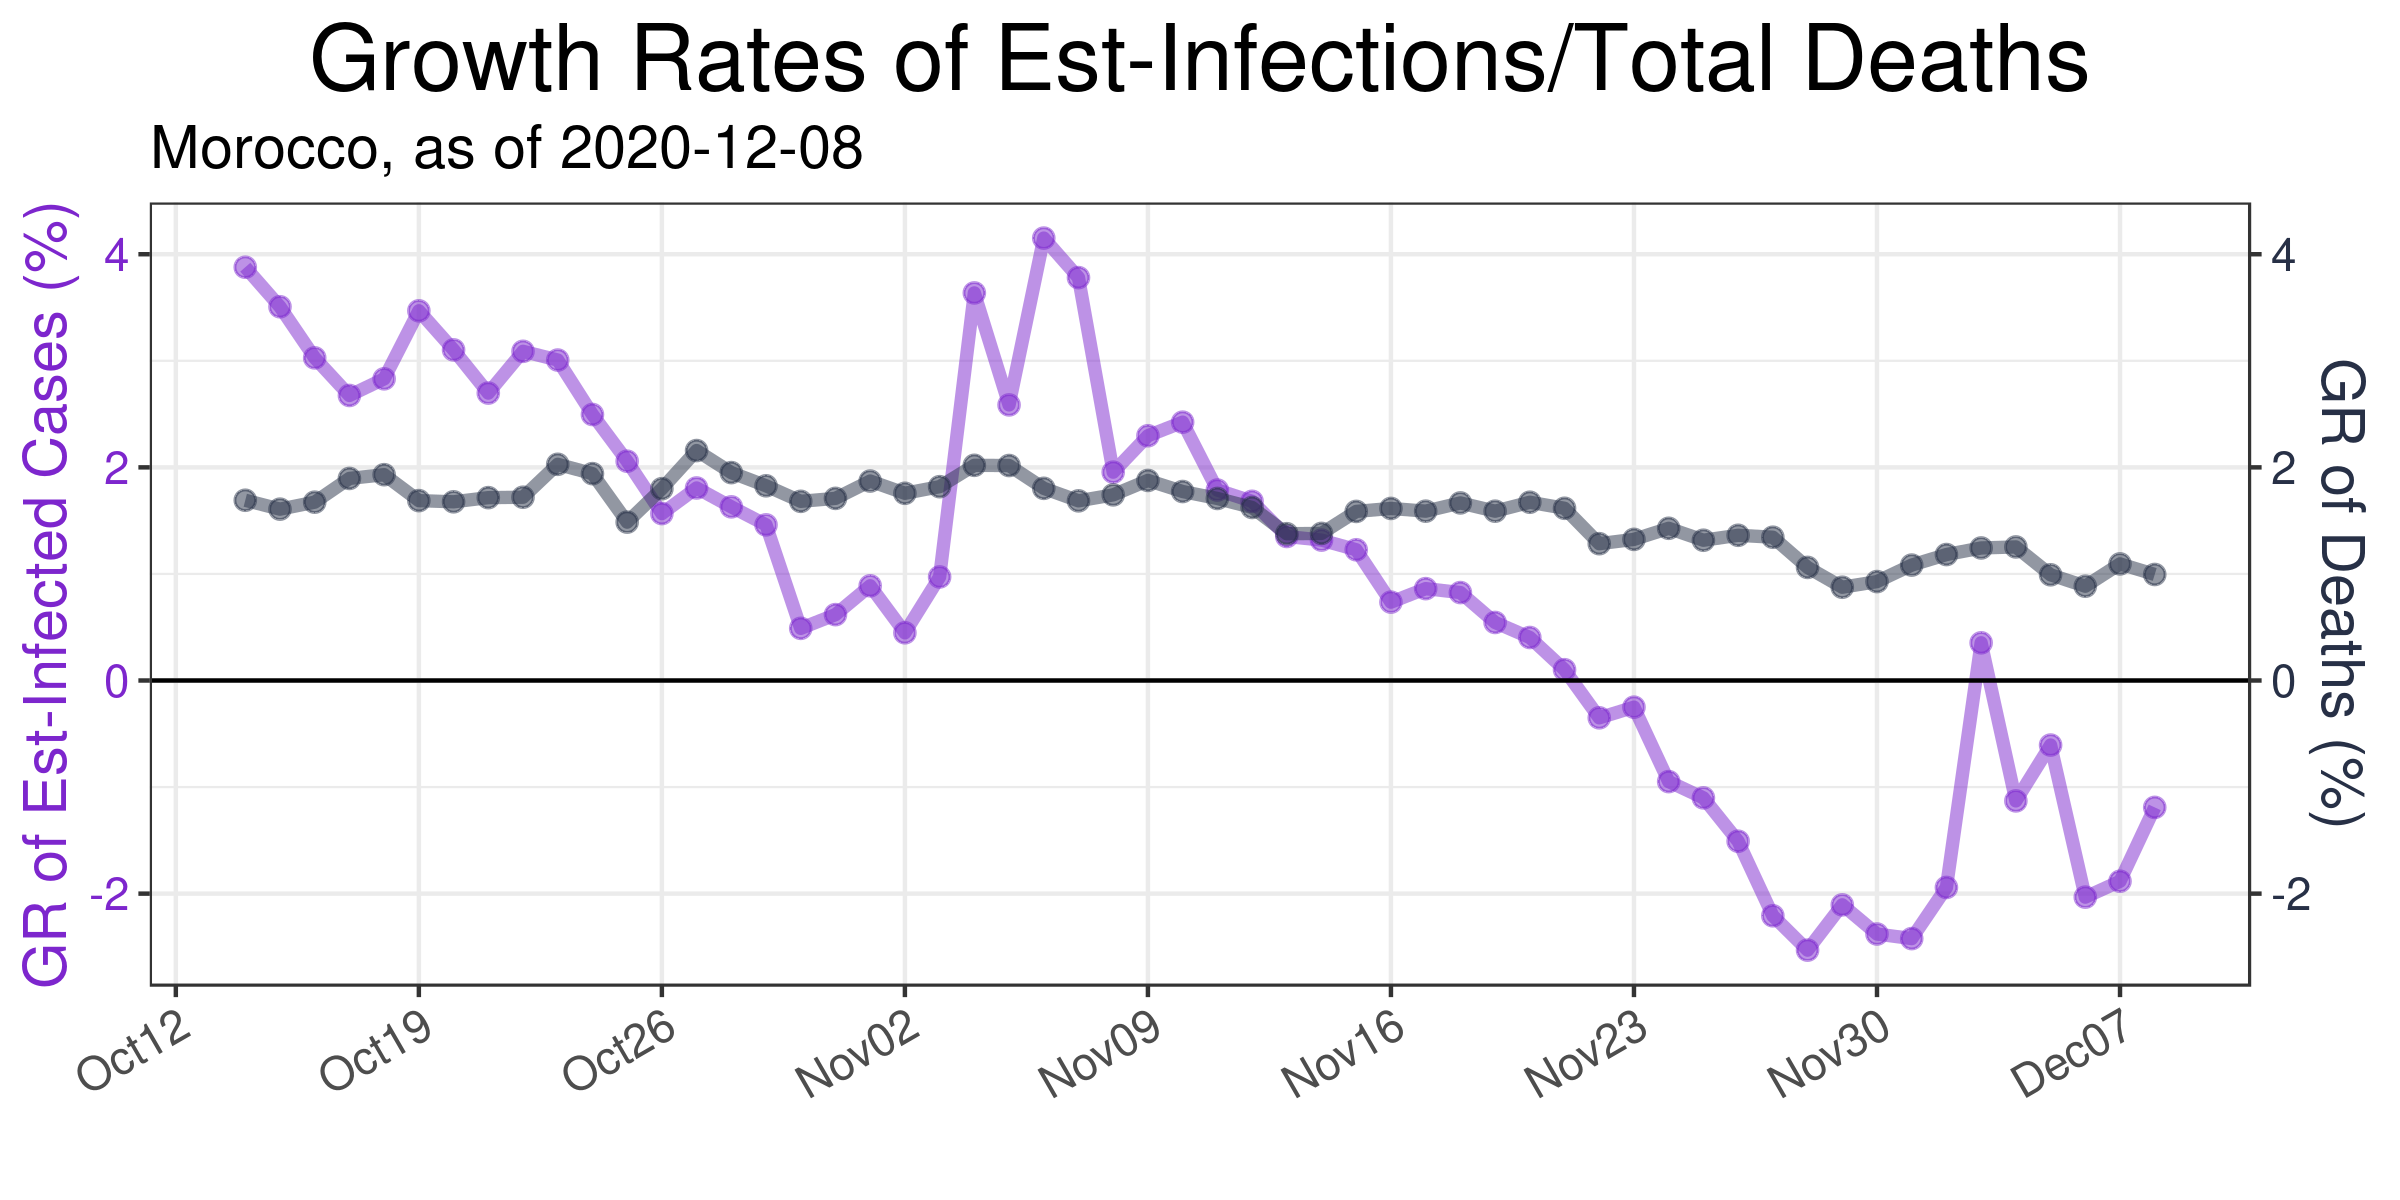 Growth Rates of Est-Infections/Total Deaths
Morocco, as of 2020-12-08
GR of Est-Infected Cases (%)
4
2
0
-2
4
2
0
-2
GR of Deaths (%)
Oct12
Oct19
Oct26
Nov02
Nov09
Nov16
Nov23
Nov30
Dec07